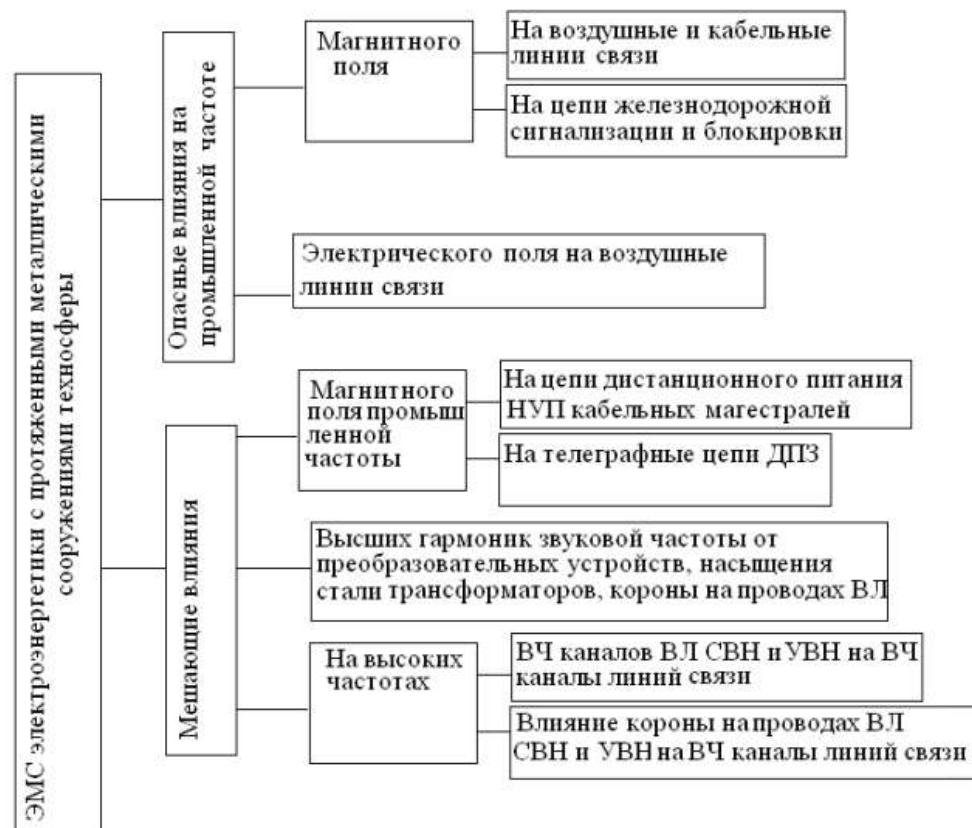 ЭМС электроэнергетики с протяженными металлическими
сооружениями техносферы
Опасные влияния на
промышленной частоте
Магнитного
поля
На воздушные и кабельные
линии связи
На цепи железнодорожной
сигнализации и блокировки
Электрического поля на воздушные
линии связи
Мешающие влияния
Магнитного
поля промыш
ленной
частоты
На цепи дистанционного питания
НУП кабельных магестралей
На телеграфные цепи ДПЗ
Высших гармоник звуковой частоты от
преобразовательных устройств, насыщения
стали трансформаторов, короны на проводах ВЛ
На высоких
частотах
ВЧ каналов ВЛ СВН и УВН на ВЧ
каналы линий связи
Влияние короны на проводах ВЛ
СВН и УВН на ВЧ каналы линий связи